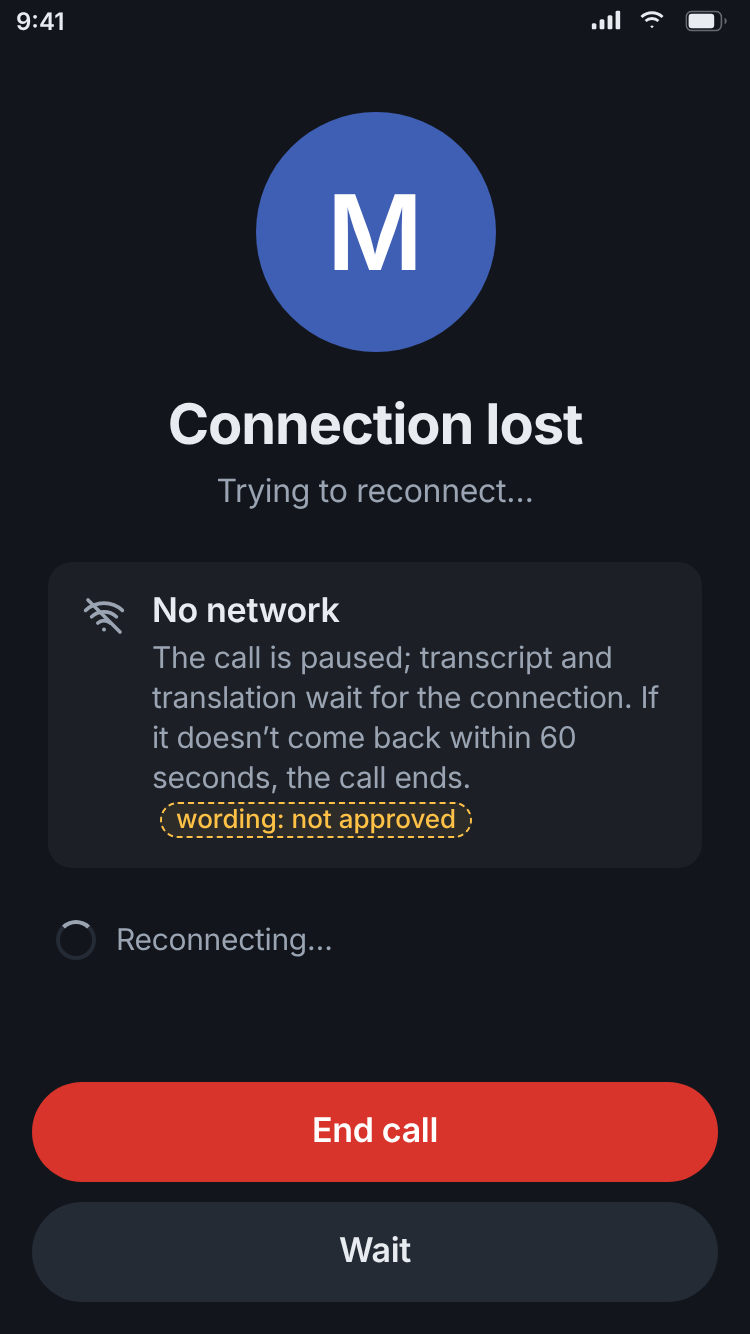 9:41
M
Connection lost
Trying to reconnect...
No network
The call is paused; transcript and
translation wait for the connection. If
it doesn’t come back within 60
seconds, the call ends.
wording: not approved
Reconnecting...
End call
Wait